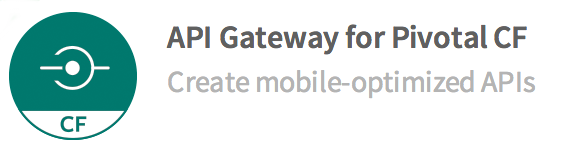 API Gateway for Pivotal CF
Create mobile-optimized APIs
CF